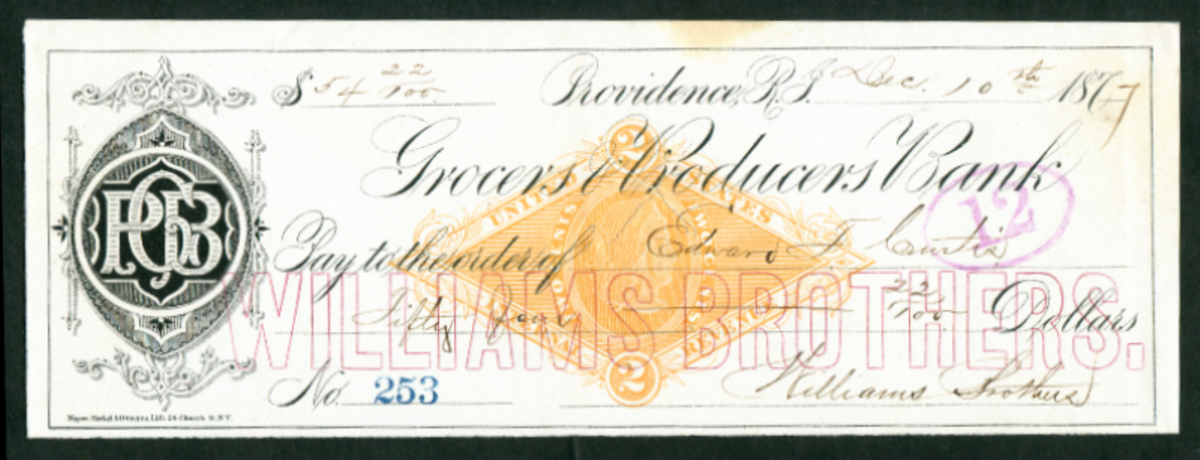 $ 54 22/100 Providence, R.I. Dec. 10th 1877
Grocers & Producers Bank
12
PGB
Pay to the order of Edward F. Curtis
UNITED STATES
2
WILLIAMS BROTHERS.
Fifty four 22/100 Dollars
2
No. 253 Williams Brothers